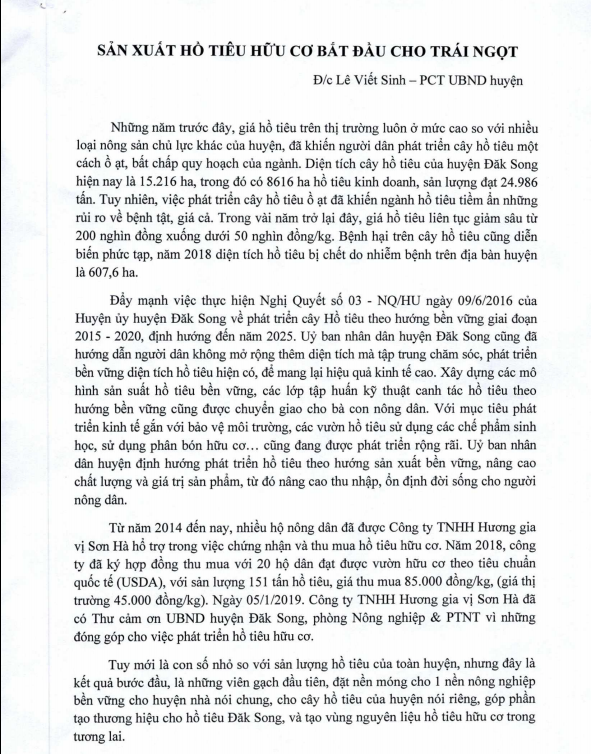 SẢN XUẤT HỒ TIÊU HỮU CƠ BẮT ĐẦU CHO TRÁI NGỌT
Đ/c Lê Viết Sinh – PCT UBND huyện
Những năm trước đây, giá hồ tiêu trên thị trường luôn ở mức cao so với nhiều
loại nông sản chủ lực khác của huyện, đã khiến người dân phát triển cây hồ tiêu một
cách ồ ạt, bất chấp quy hoạch của ngành. Diện tích cây hồ tiêu của huyện Đăk Song
hiện nay là 15.216 ha, trong đó có 8616 ha hồ tiêu kinh doanh, sản lượng đạt 24.986
tấn. Tuy nhiên, việc phát triển cây hồ tiêu ồ ạt đã khiến ngành hồ tiêu tiềm ẩn những
rủi ro về bệnh tật, giá cả. Trong vài năm trở lại đây, giá hồ tiêu liên tục giảm sâu từ
200 nghìn đồng xuống dưới 50 nghìn đồng/kg. Bệnh hại trên cây hồ tiêu cũng diễn
biến phức tạp, năm 2018 diện tích hồ tiêu bị chết do nhiễm bệnh trên địa bàn huyện
là 607,6 ha.
Đẩy mạnh việc thực hiện Nghị Quyết số 03 - NQ/HU ngày 09/6/2016 của
Huyện ủy huyện Đăk Song về phát triển cây Hồ tiêu theo hướng bền vững giai đoạn
2015 - 2020, định hướng đến năm 2025. Uỷ ban nhân dân huyện Đăk Song cũng đã
hướng dẫn người dân không mở rộng thêm diện tích mà tập trung chăm sóc, phát triển
bền vững diện tích hồ tiêu hiện có, để mang lại hiệu quả kinh tế cao. Xây dựng các mô
hình sản suất hồ tiêu bền vững, các lớp tập huấn kỹ thuật canh tác hồ tiêu theo
hướng bền vững cũng được chuyển giao cho bà con nông dân. Với mục tiêu phát
triển kinh tế gắn với bảo vệ môi trường, các vườn hồ tiêu sử dụng các chế phẩm sinh
học, sử dụng phân bón hữu cơ… cũng đang được phát triển rộng rãi. Uỷ ban nhân
dân huyện định hướng phát triển hồ tiêu theo hướng sản xuất bền vững, nâng cao
chất lượng và giá trị sản phẩm, từ đó nâng cao thu nhập, ổn định đời sống cho người
nông dân.
Từ năm 2014 đến nay, nhiều hộ nông dân đã được Công ty TNHH Hương gia
vị Sơn Hà hổ trợ trong việc chứng nhận và thu mua hồ tiêu hữu cơ. Năm 2018, công
ty đã ký hợp đồng thu mua với 20 hộ dân đạt được vườn hữu cơ theo tiêu chuẩn
quốc tế (USDA), với sản lượng 151 tấn hồ tiêu, giá thu mua 85.000 đồng/kg, (giá thị
trường 45.000 đồng/kg). Ngày 05/1/2019. Công ty TNHH Hương gia vị Sơn Hà đã
có Thư cảm ơn UBND huyện Đăk Song, phòng Nông nghiệp & PTNT vì những
đóng góp cho việc phát triển hồ tiêu hữu cơ.
Tuy mới là con số nhỏ so với sản lượng hồ tiêu của toàn huyện, nhưng đây là
kết quả bước đầu, là những viên gạch đầu tiên, đặt nền móng cho 1 nền nông nghiệp
bền vững cho huyện nhà nói chung, cho cây hồ tiêu của huyện nói riêng, góp phần
tạo thương hiệu cho hồ tiêu Đăk Song, và tạo vùng nguyên liệu hồ tiêu hữu cơ trong
tương lai.